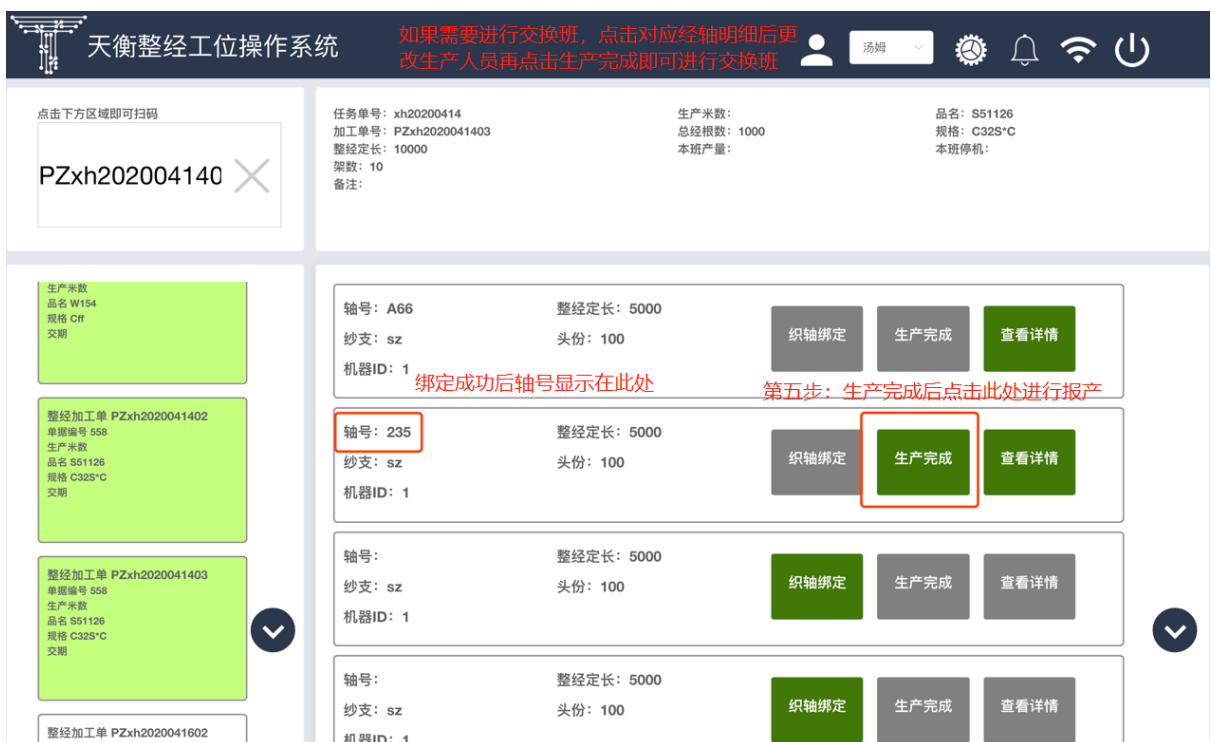 天衡整经工位操作系统
如果需要进行交换班，点击对应经轴明细后更
改生产人员再点击生产完成即可进行交换班
汤姆
点击下方区域即可扫码
PZxh202004140
任务单号：xh20200414
加工单号：PZxh2020041403
整经定长：10000
架数：10
备注：
生产米数：
总经根数：1000
本班产量：
品名：S51126
规格：C32S*C
本班停机：
生产米数
品名 W154
规格 Cff
交期
整经加工单 PZxh2020041402
单据编号 558
生产米数
品名 S51126
规格 C32S*C
交期
整经加工单 PZxh2020041403
单据编号 558
生产米数
品名 S51126
规格 C32S*C
交期
整经加工单 PZxh2020041602
轴号：A66
整经定长：5000
纱支：sz
头份：100
机器ID：1
织轴绑定
生产完成
查看详情
绑定成功后轴号显示在此处
第五步：生产完成后点击此处进行报产
轴号：235
整经定长：5000
纱支：sz
头份：100
机器ID：1
织轴绑定
生产完成
查看详情
轴号：
整经定长：5000
纱支：sz
头份：100
机器ID：1
织轴绑定
生产完成
查看详情
轴号：
整经定长：5000
纱支：sz
头份：100
机器ID：1
织轴绑定
生产完成
查看详情